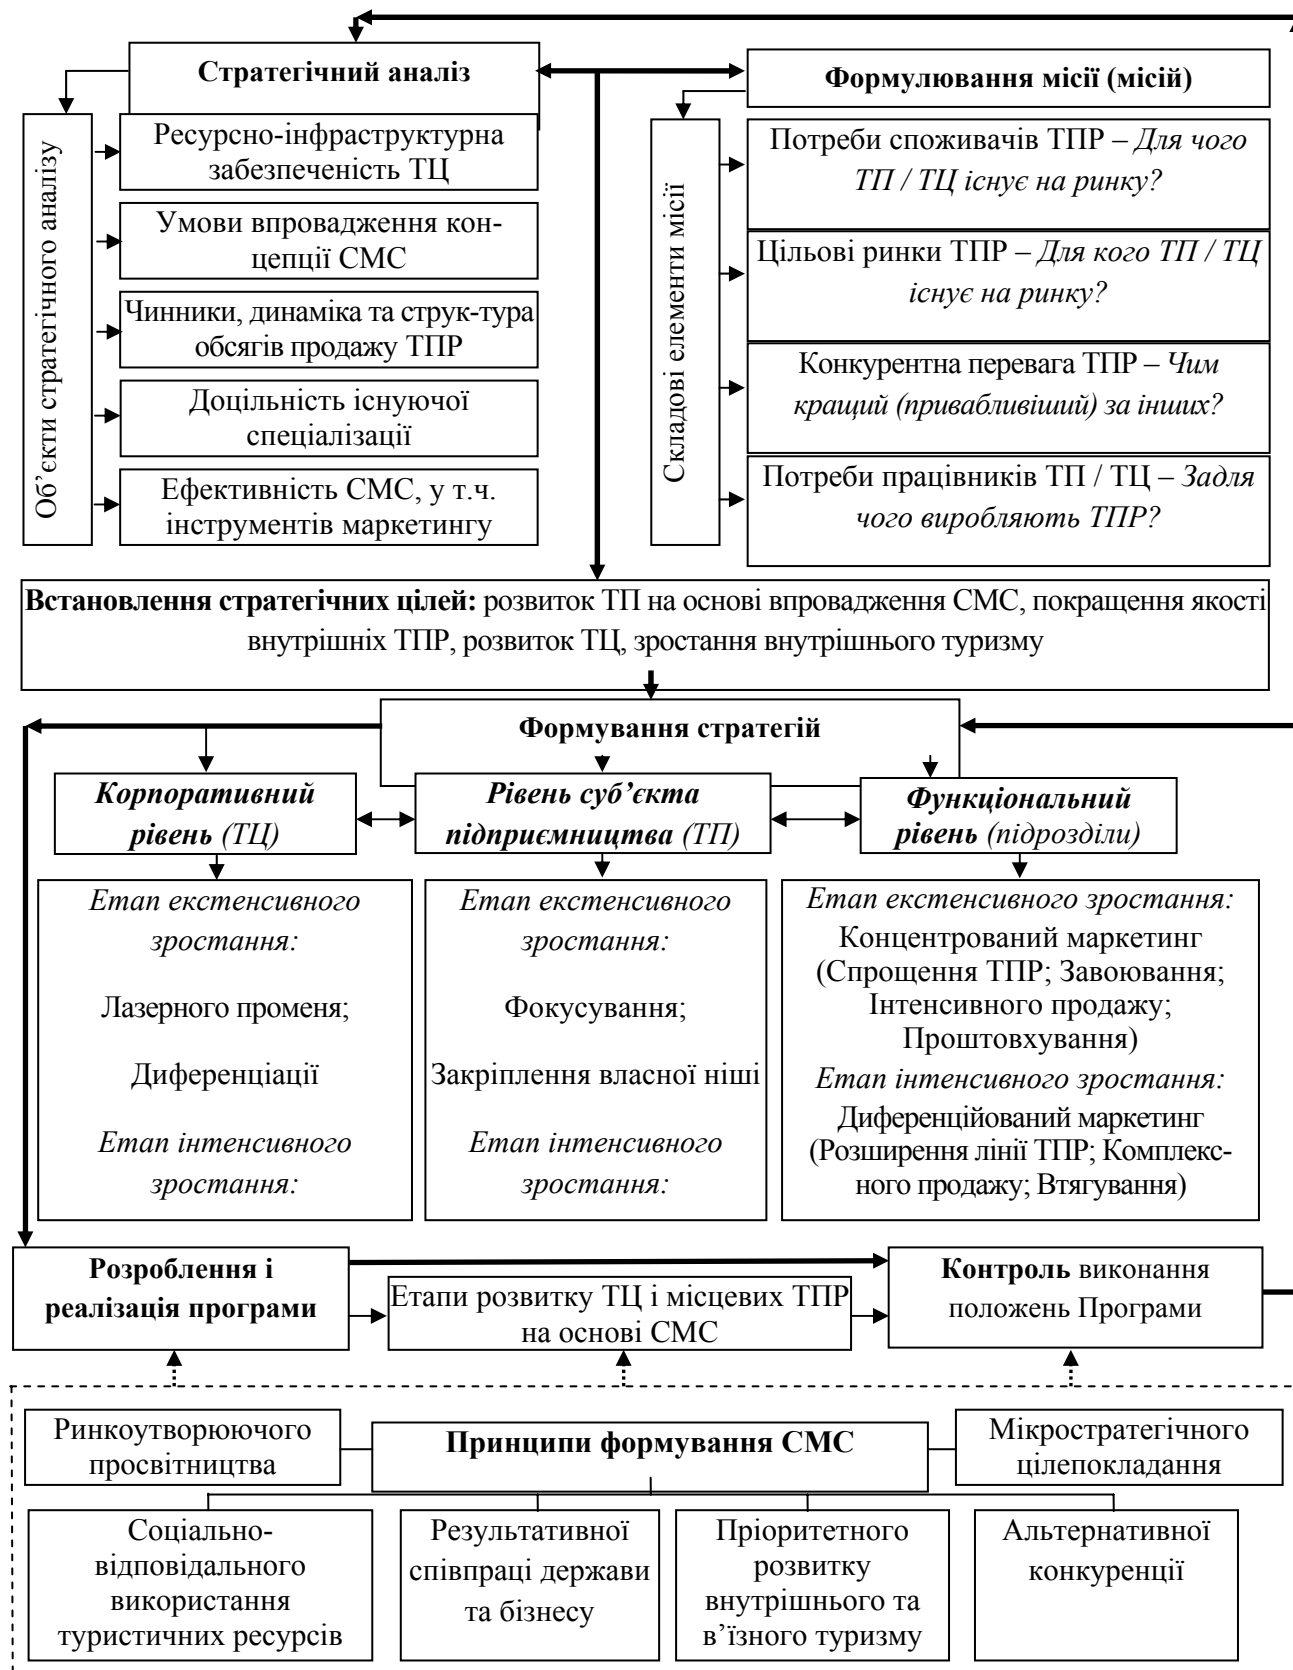 Стратегічний аналіз
Формулювання місії (місій)
Об’єкти стратегічного аналізу
Ресурсно-інфраструктурна
забезпеченість ТЦ
Умови впровадження кон-
цепції СМС
Чинники, динаміка та струк-тура
обсягів продажу ТПР
Доцільність існуючої
спеціалізації
Ефективність СМС, у т.ч.
інструментів маркетингу
Складові елементи місії
Потреби споживачів ТПР – Для чого
ТП / ТЦ існує на ринку?
Цільові ринки ТПР – Для кого ТП / ТЦ
існує на ринку?
Конкурентна перевага ТПР – Чим
кращий (привабливіший) за інших?
Потреби працівників ТП / ТЦ – Задля
чого виробляють ТПР?
Встановлення стратегічних цілей: розвиток ТП на основі впровадження СМС, покращення якості
внутрішніх ТПР, розвиток ТЦ, зростання внутрішнього туризму
Формування стратегій
Корпоративний
рівень (ТЦ)
Рівень суб’єкта
підприємництва (ТП)
Функціональний
рівень (підрозділи)
Етап екстенсивного
зростання:
Лазерного променя;
Диференціації
Етап інтенсивного
зростання:
Етап екстенсивного
зростання:
Фокусування;
Закріплення власної ніші
Етап інтенсивного
зростання:
Етап екстенсивного зростання:
Концентрований маркетинг
(Спрощення ТПР; Завоювання;
Інтенсивного продажу;
Проштовхування)
Етап інтенсивного зростання:
Диференційований маркетинг
(Розширення лінії ТПР; Комплекс-
ного продажу; Втягування)
Розроблення і
реалізація програми
Етапи розвитку ТЦ і місцевих ТПР
на основі СМС
Контроль виконання
положень Програми
Ринкоутворюючого
просвітництва
Принципи формування СМС
Мікростратегічного
цілепокладання
Соціально-
відповідального
використання
туристичних ресурсів
Результативної
співпраці держави
та бізнесу
Пріоритетного
розвитку
внутрішнього та
в’їзного туризму
Альтернативної
конкуренції